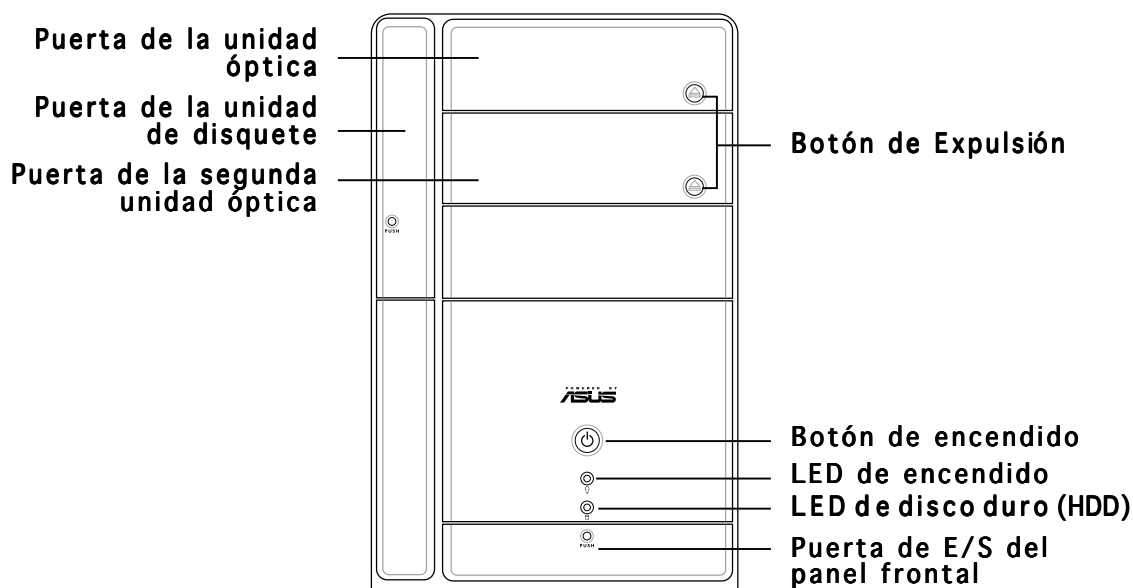 Puerta de la unidad
óptica
Puerta de la unidad
de disquete
Puerta de la segunda
unidad óptica
PUSH
Botón de Expulsión
POWERED BY
ASUS
Botón de encendido
LED de encendido
LED de disco duro (HDD)
PUSH
Puerta de E/S del
panel frontal